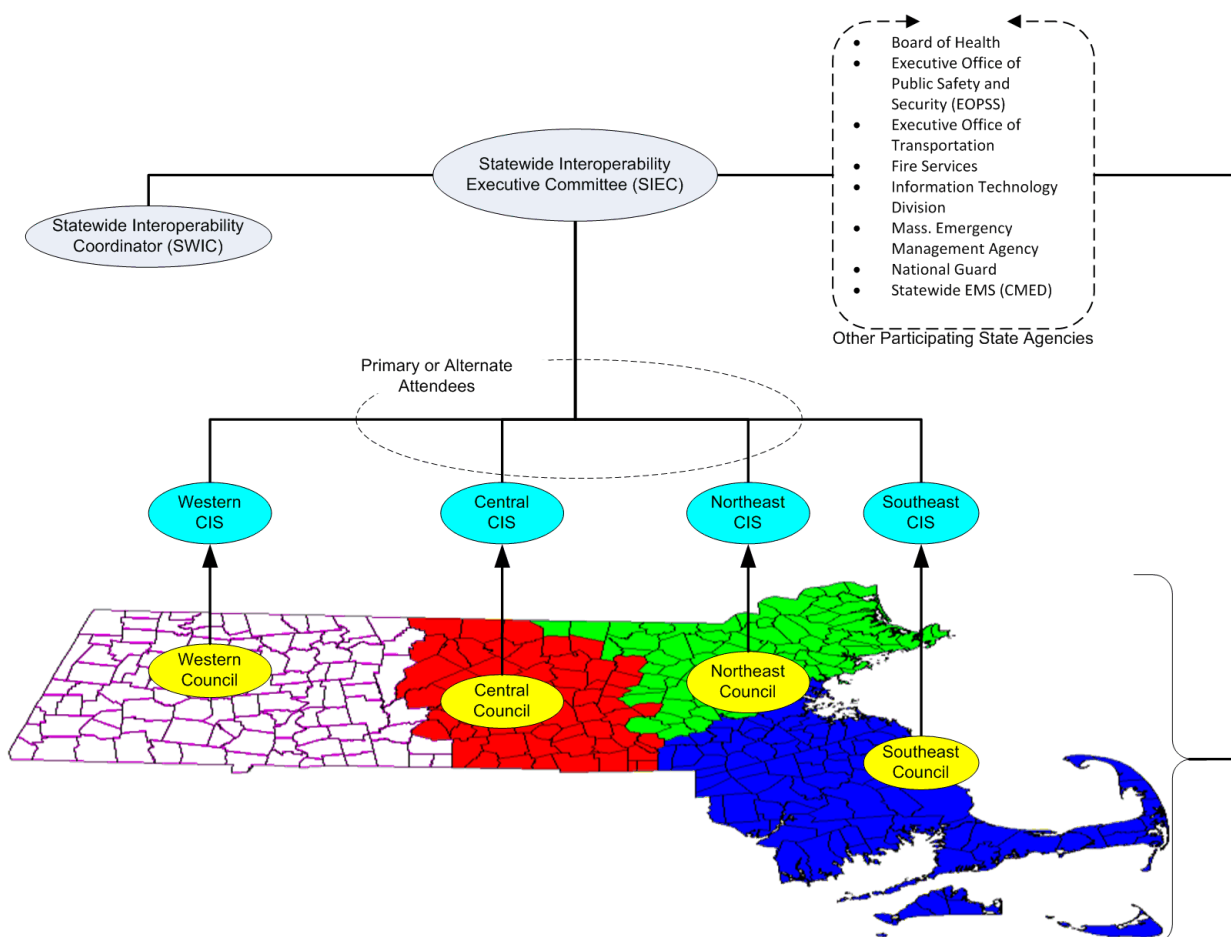 • Board of Health
• Executive Office of
Public Safety and
Security (EOPSS)
• Executive Office of
Transportation
• Fire Services
• Information Technology
Division
• Mass. Emergency
Management Agency
• National Guard
• Statewide EMS (CMED)
Other Participating State Agencies
Statewide Interoperability
Executive Committee (SIEC)
Statewide Interoperability
Coordinator (SWIC)
Primary or Alternate
Attendees
Western
CIS
Central
CIS
Northeast
CIS
Southeast
CIS
Western
Council
Central
Council
Northeast
Council
Southeast
Council